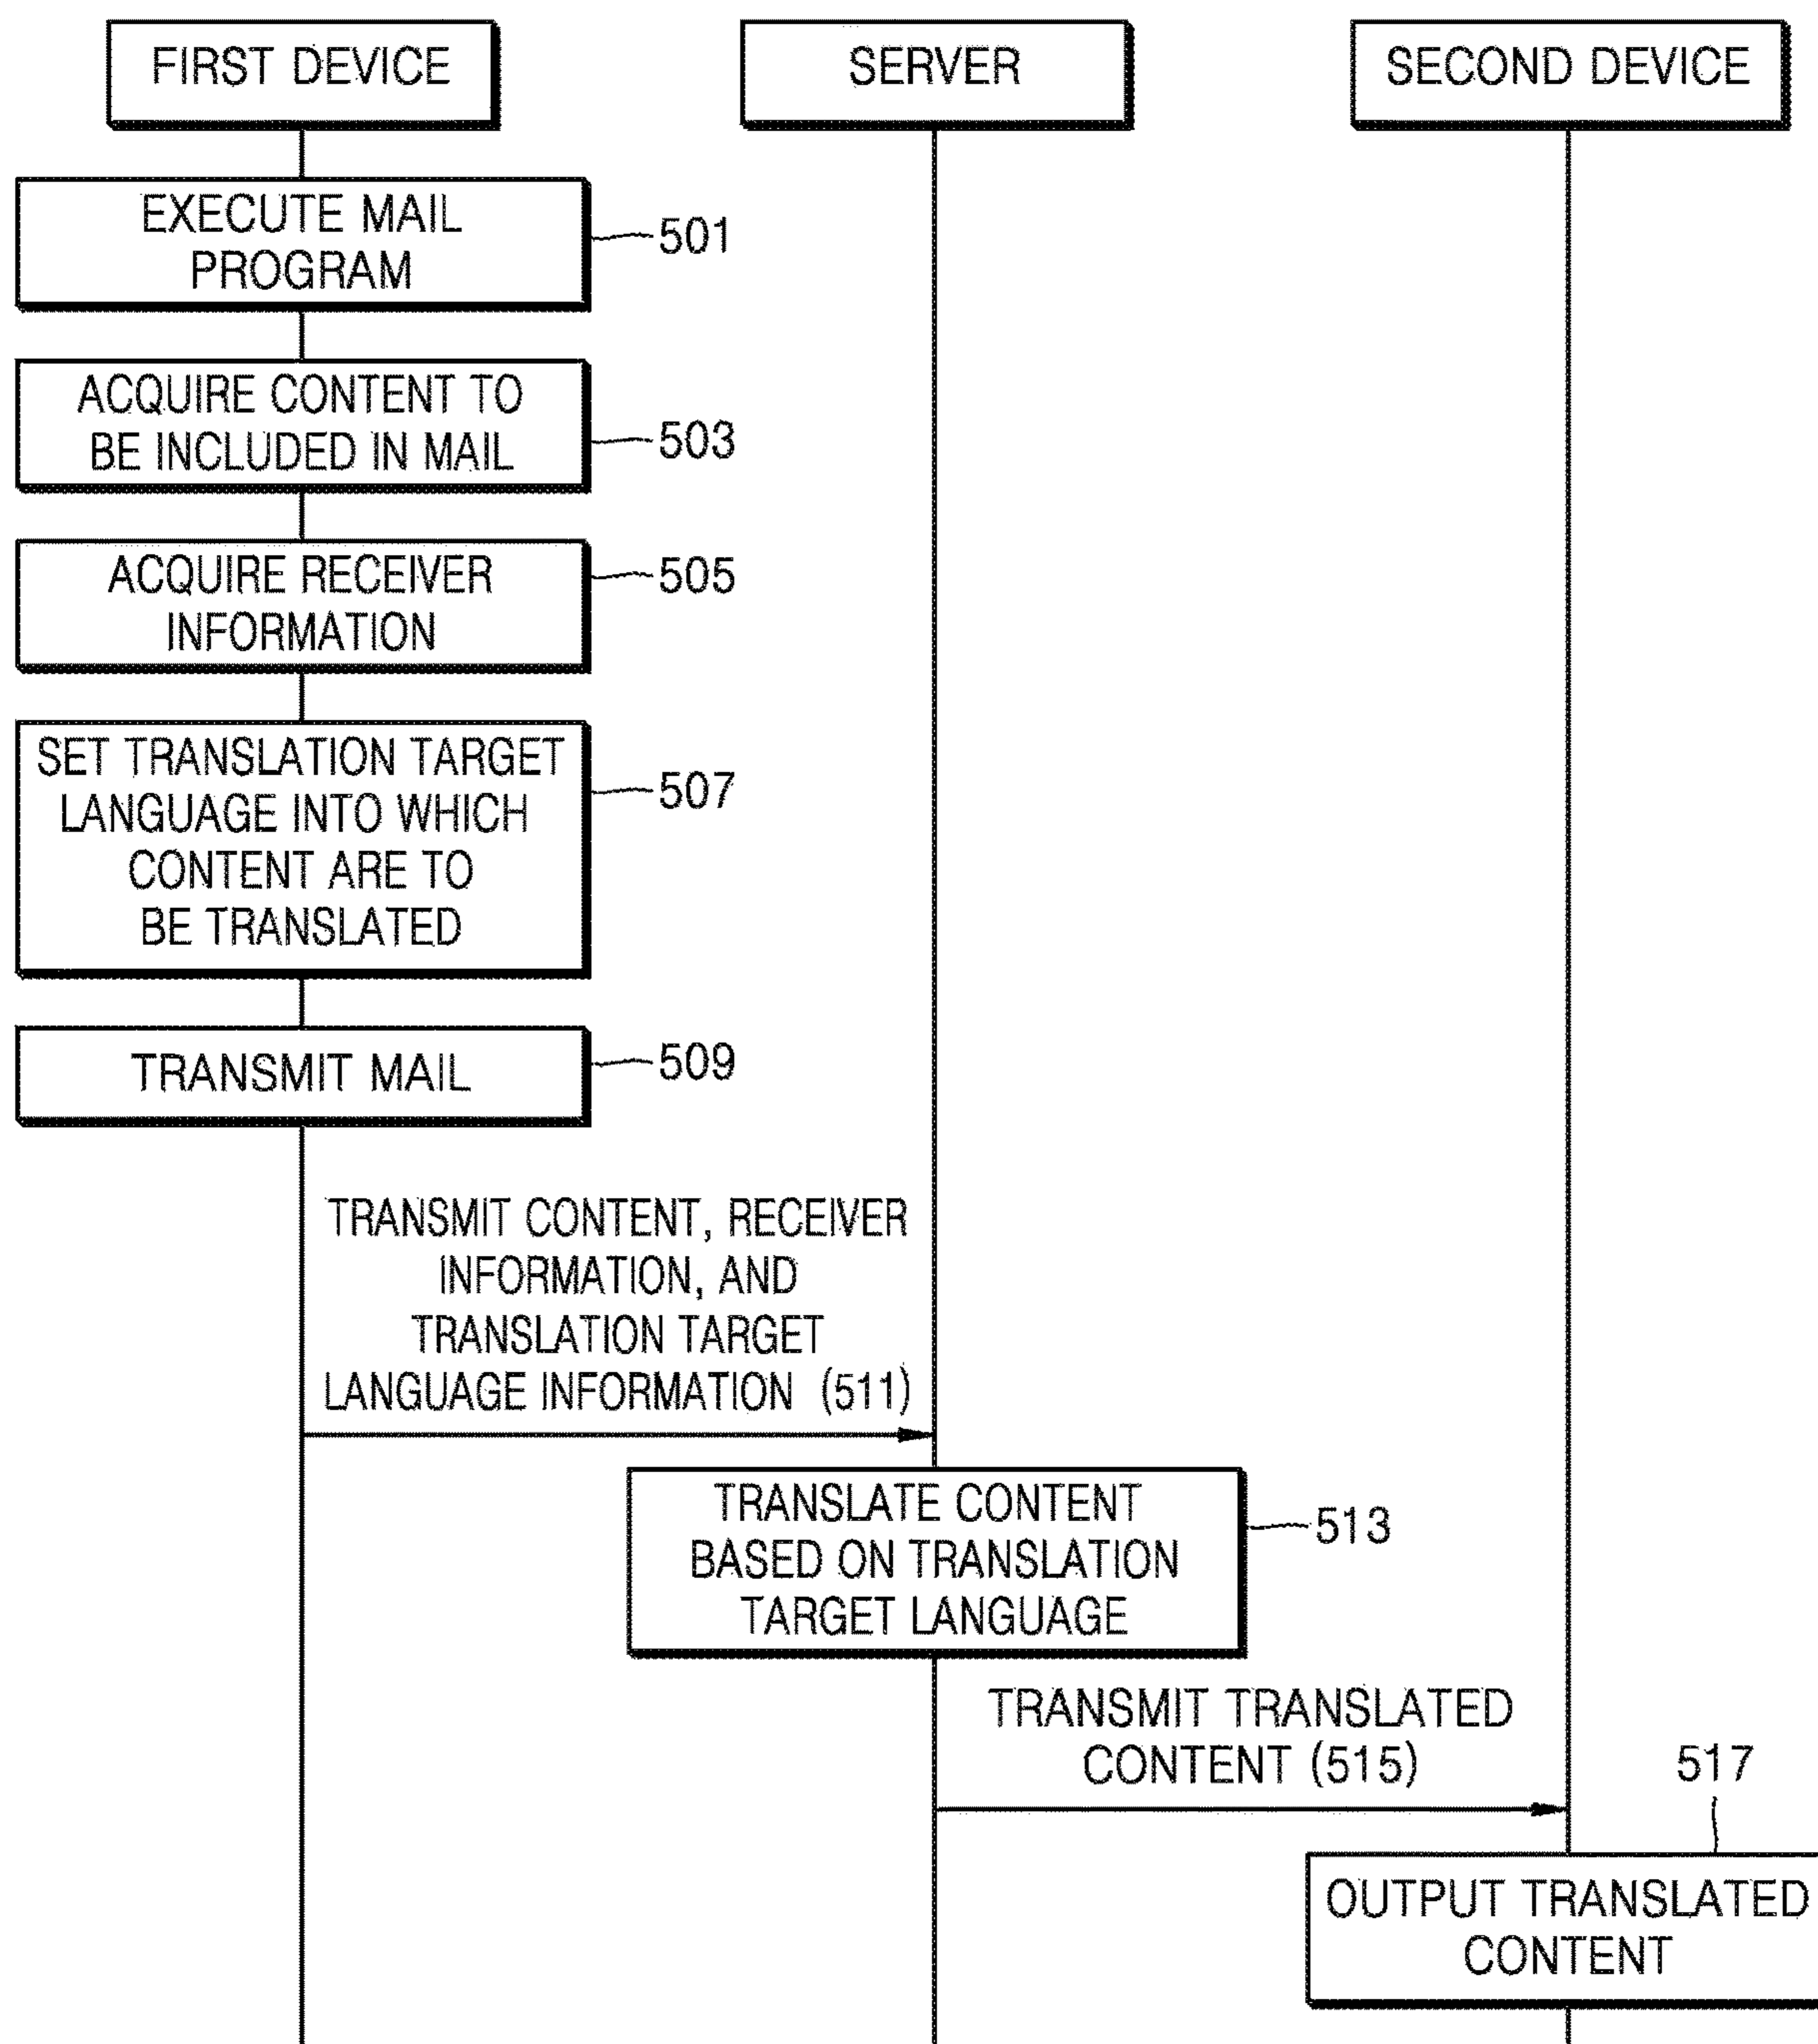 FIRST DEVICE
SERVER
SECOND DEVICE
EXECUTE MAIL
PROGRAM
501
ACQUIRE CONTENT TO
BE INCLUDED IN MAIL
503
ACQUIRE RECEIVER
INFORMATION
505
SET TRANSLATION TARGET
LANGUAGE INTO WHICH
CONTENT ARE TO
BE TRANSLATED
507
TRANSMIT MAIL
509
TRANSMIT CONTENT, RECEIVER
INFORMATION, AND
TRANSLATION TARGET
LANGUAGE INFORMATION (511)
TRANSLATE CONTENT
BASED ON TRANSLATION
TARGET LANGUAGE
513
TRANSMIT TRANSLATED
CONTENT (515)
517
OUTPUT TRANSLATED
CONTENT